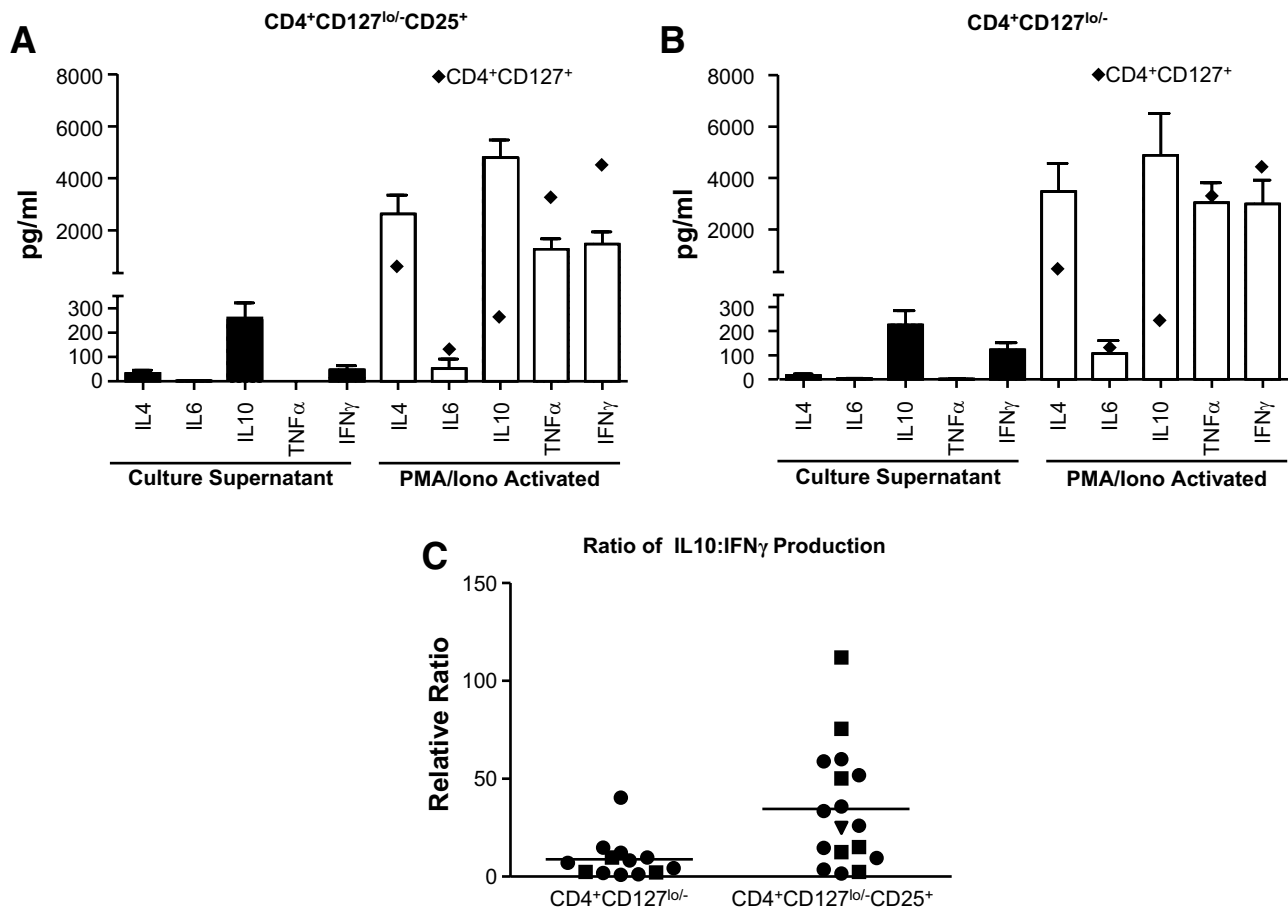 A
CD4⁺CD127ˡᵒ/⁻CD25⁺
◆CD4⁺CD127⁺
pg/ml
8000
6000
4000
2000
300
200
100
0
IL4
IL6
IL10
TNFα
IFNγ
IL4
IL6
IL10
TNFα
IFNγ
Culture Supernatant
PMA/Iono Activated
B
CD4⁺CD127ˡᵒ/⁻
◆CD4⁺CD127⁺
pg/ml
8000
6000
4000
2000
300
200
100
0
IL4
IL6
IL10
TNFα
IFNγ
IL4
IL6
IL10
TNFα
IFNγ
Culture Supernatant
PMA/Iono Activated
C
Ratio of IL10:IFNγ Production
Relative Ratio
150
100
50
0
CD4⁺CD127ˡᵒ/⁻
CD4⁺CD127ˡᵒ/⁻CD25⁺